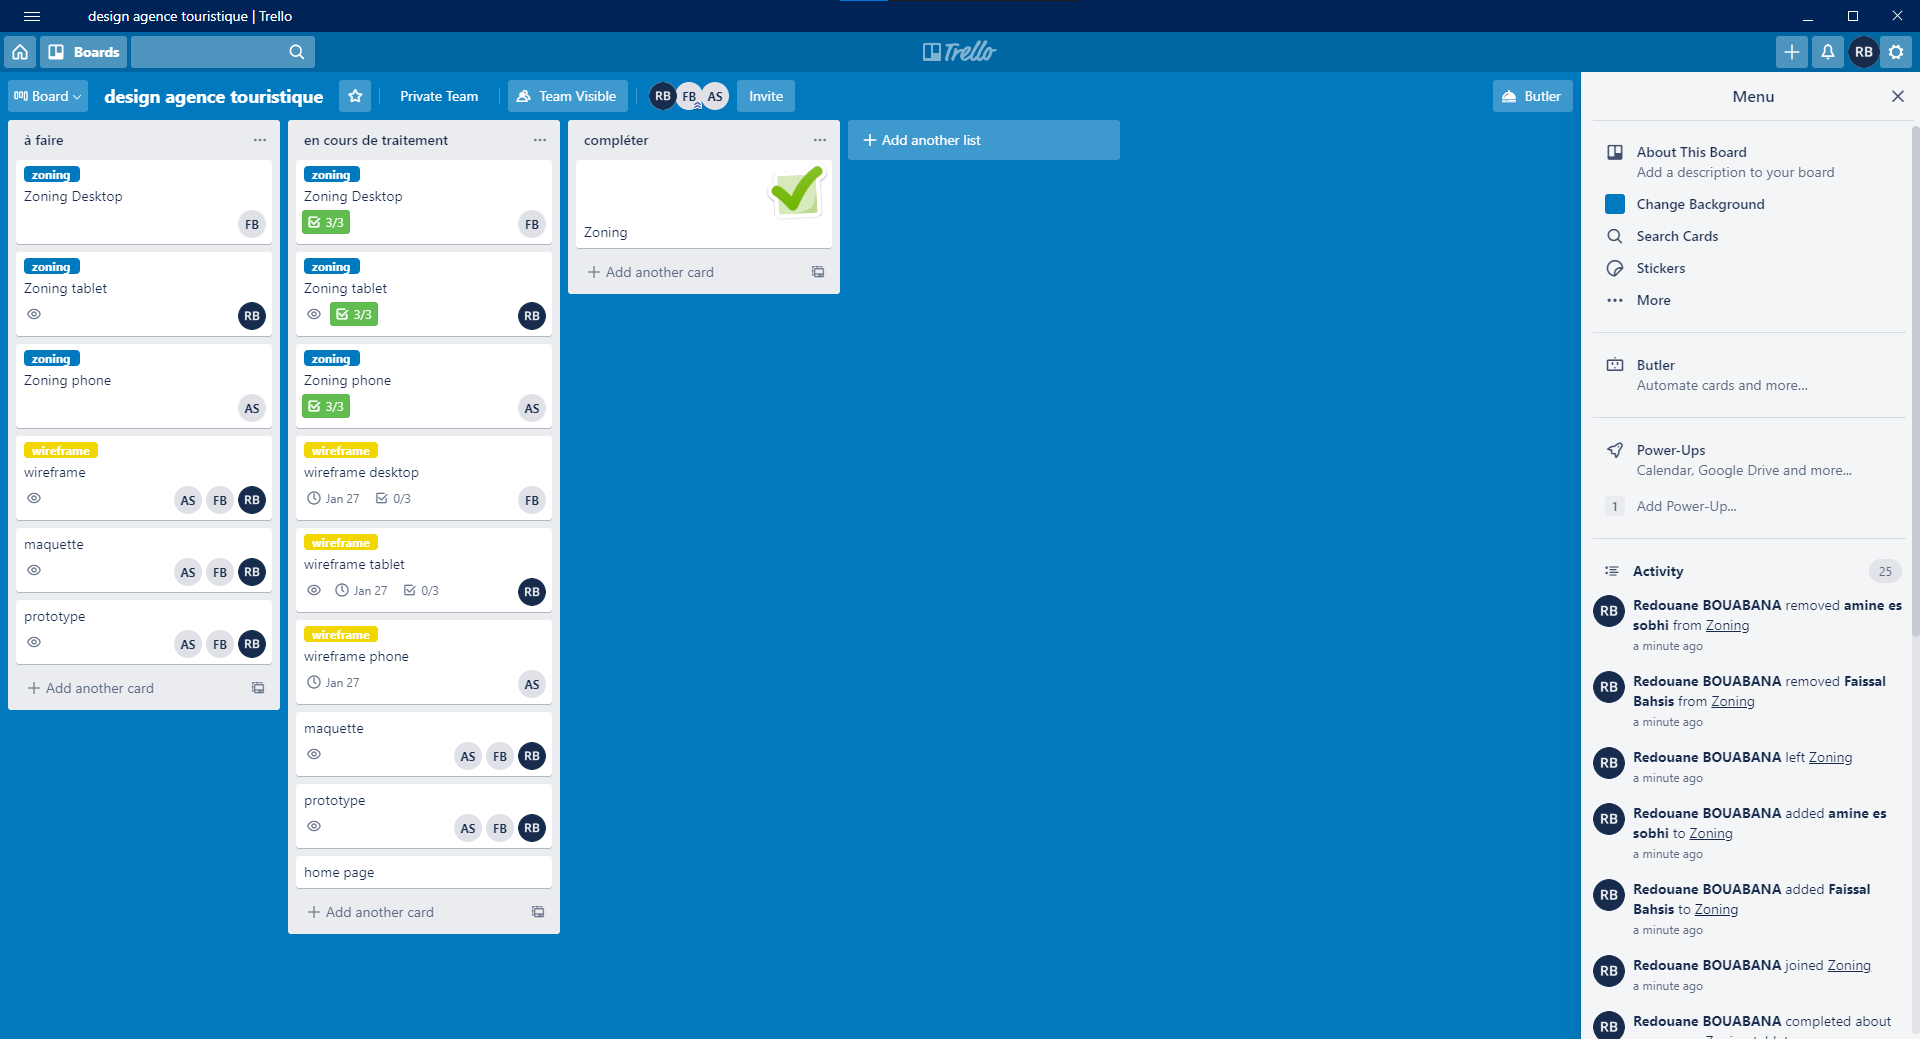 design agence touristique | Trello
Boards
Trello
RB
Board
design agence touristique
Private Team
Team Visible
RB FB AS
Invite
Butler
à faire
zoning
Zoning Desktop
FB
zoning
Zoning tablet
RB
zoning
Zoning phone
AS
wireframe
wireframe
AS FB RB
maquette
AS FB RB
prototype
AS FB RB
Add another card
en cours de traitement
zoning
Zoning Desktop
3/3
FB
zoning
Zoning tablet
3/3
RB
zoning
Zoning phone
3/3
AS
wireframe
wireframe desktop
Jan 27 0/3
FB
wireframe
wireframe tablet
Jan 27 0/3
RB
wireframe
wireframe phone
Jan 27
AS
maquette
AS FB RB
prototype
AS FB RB
home page
Add another card
compléter
Zoning
Add another card
Add another list
Menu
About This Board
Add a description to your board
Change Background
Search Cards
Stickers
More
Butler
Automate cards and more...
Power-Ups
Calendar, Google Drive and more...
1 Add Power-Up...
Activity 25
RB Redouane BOUABANA removed amine es
sobhi from Zoning
a minute ago
RB Redouane BOUABANA removed Faissal
Bahsis from Zoning
a minute ago
RB Redouane BOUABANA left Zoning
a minute ago
RB Redouane BOUABANA added amine es
sobhi to Zoning
a minute ago
RB Redouane BOUABANA added Faissal
Bahsis to Zoning
a minute ago
RB Redouane BOUABANA joined Zoning
a minute ago
RB Redouane BOUABANA completed about